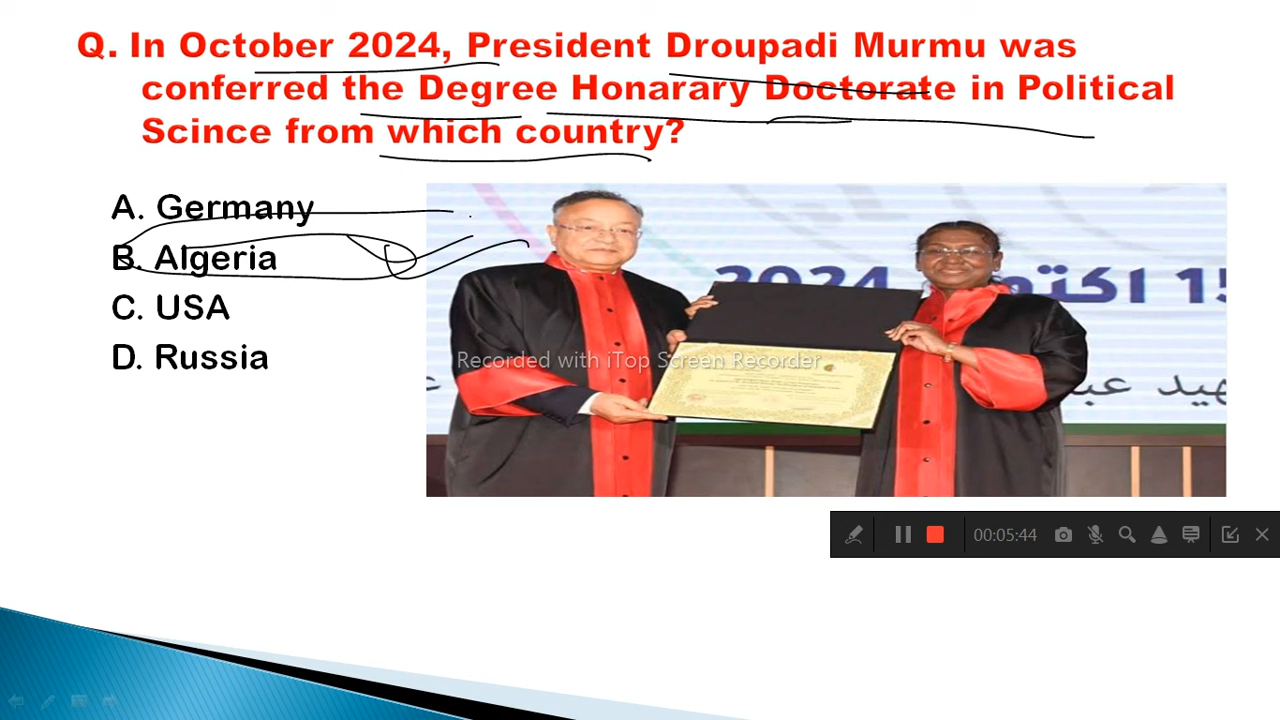 Q. In October 2024, President Droupadi Murmu was
conferred the Degree Honarary Doctorate in Political
Scince from which country?
A. Germany
B. Algeria
C. USA
D. Russia
15 اكتوبر 2024
Recorded with iTop Screen Recorder
00:05:44